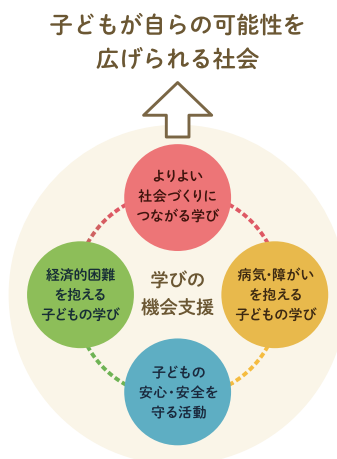 子どもが自らの可能性を
広げられる社会
よりよい
社会づくりに
つながる学び
経済的困難
を抱える
子どもの学び
学びの
機会支援
病気・障がい
を抱える
子どもの学び
子どもの
安心・安全を
守る活動